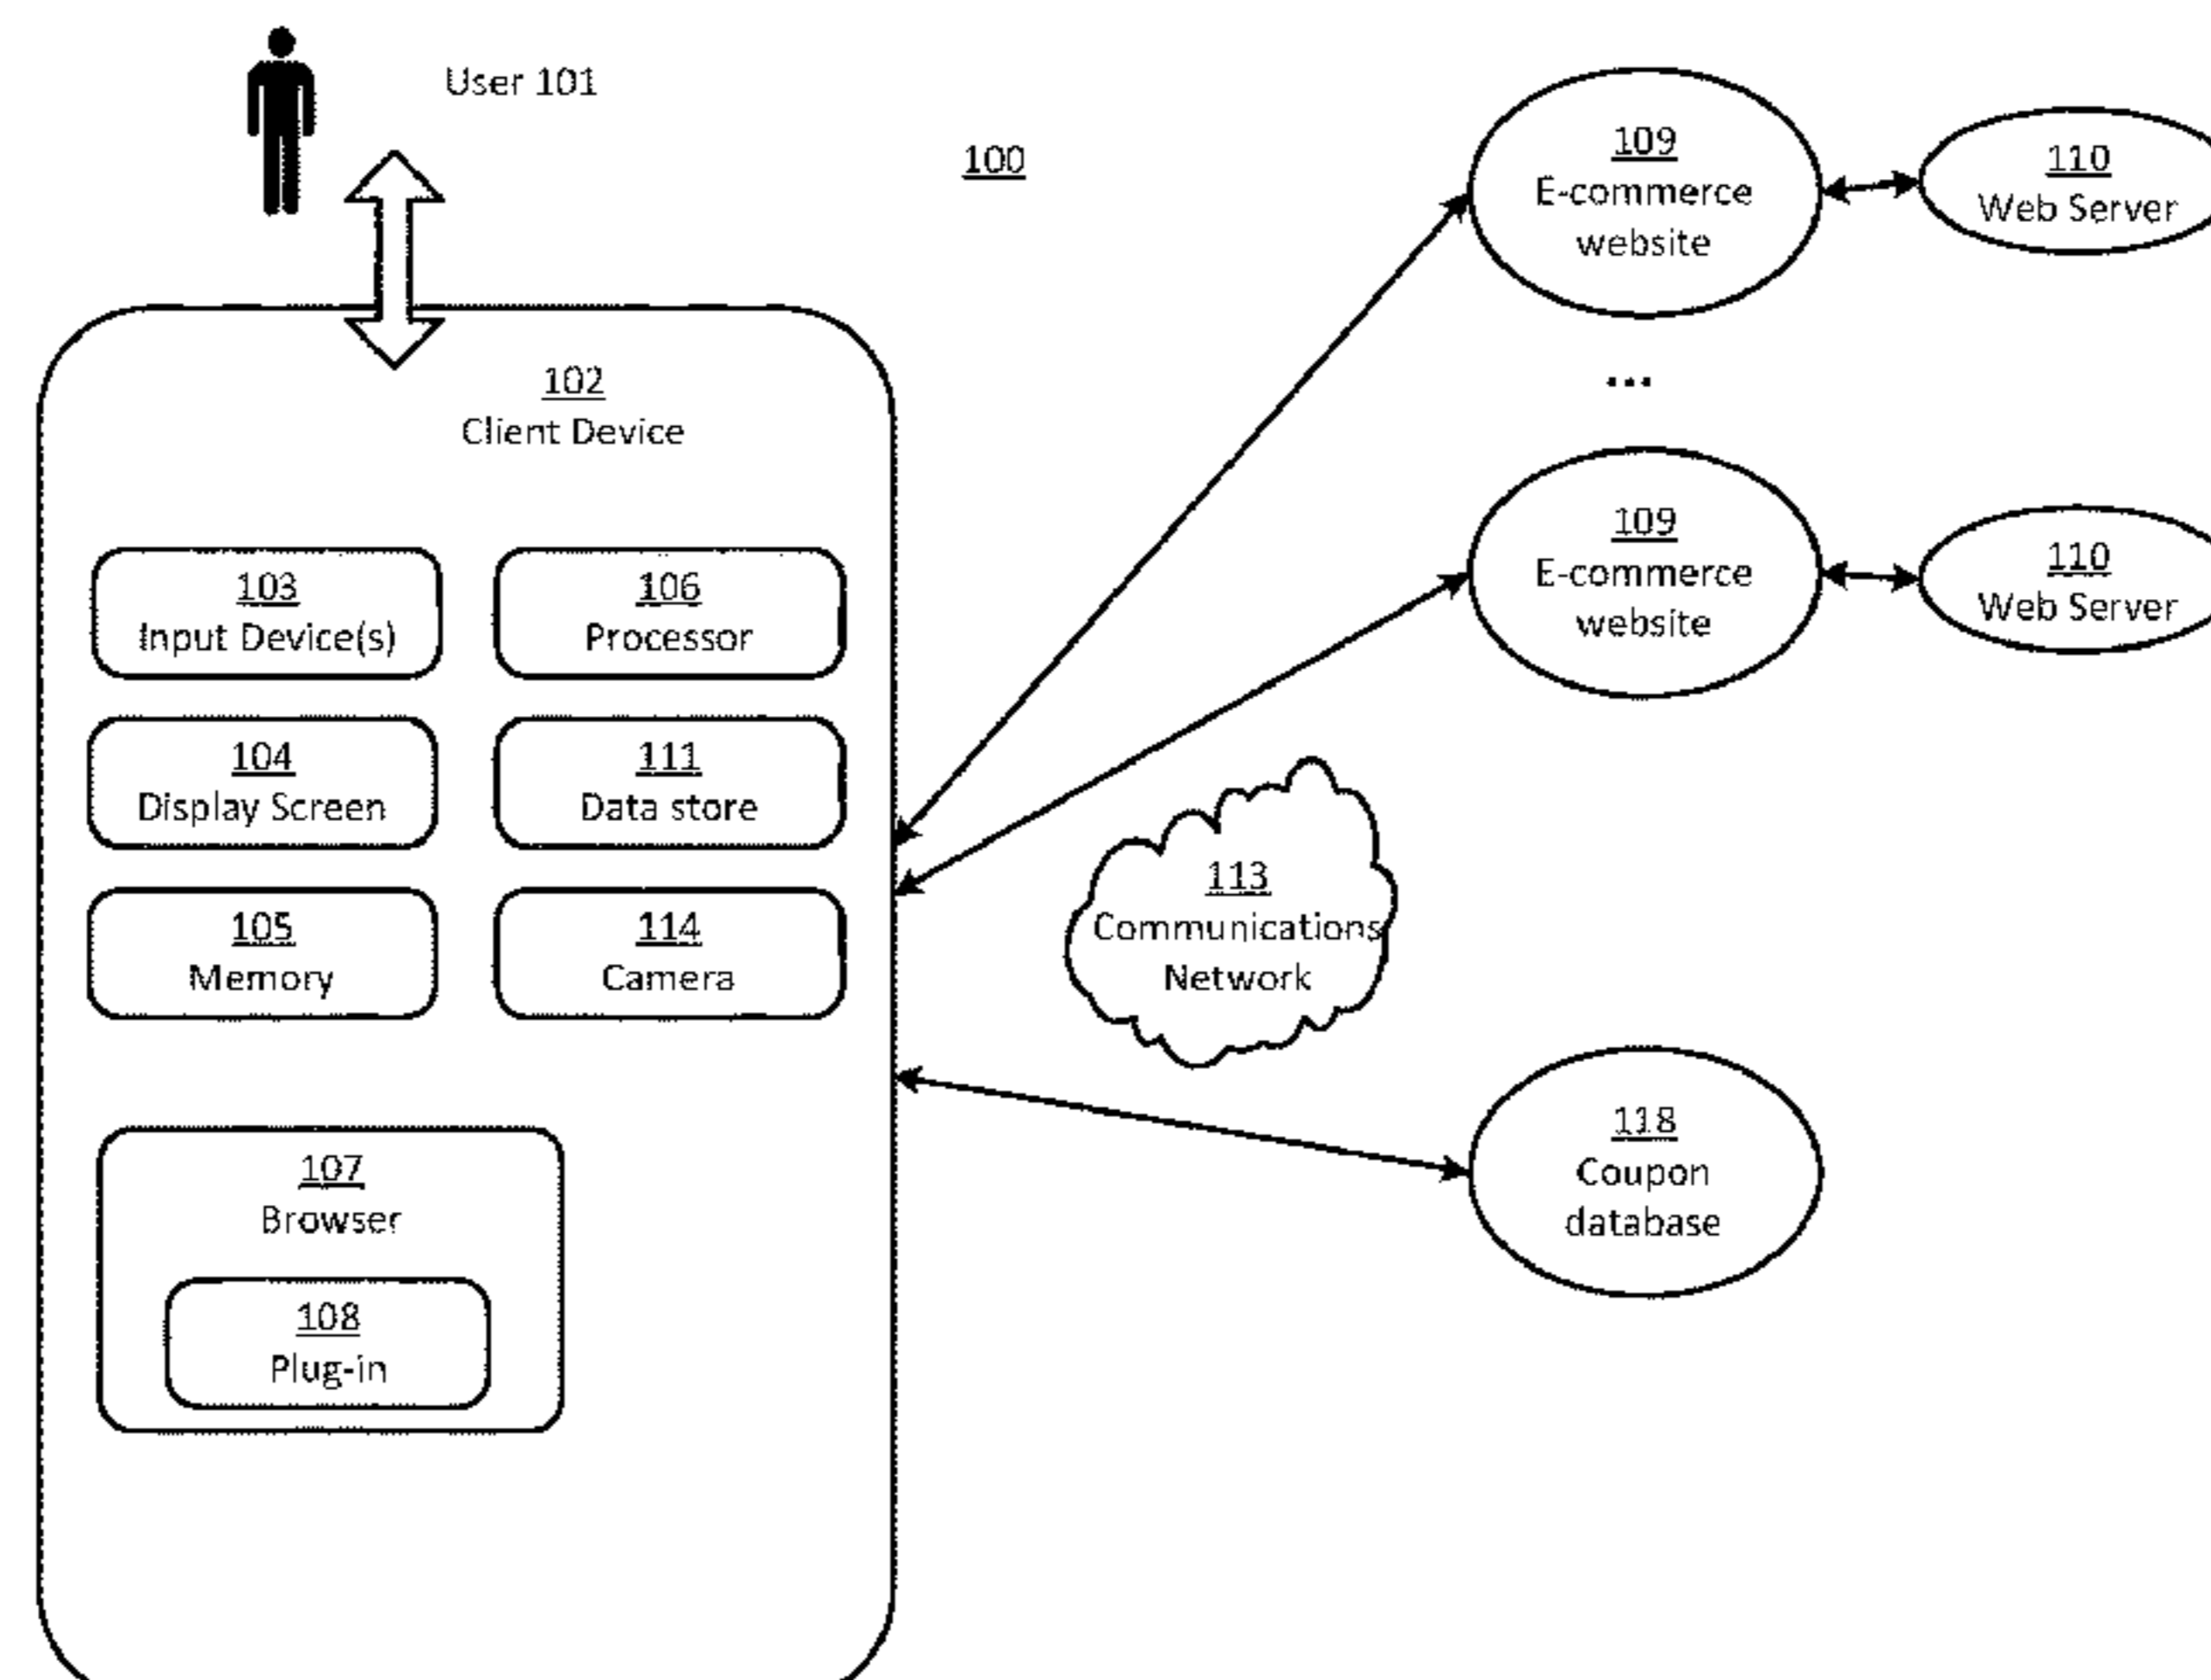 User 101
100
102
Client Device
103
Input Device(s)
106
Processor
104
Display Screen
111
Data store
105
Memory
114
Camera
107
Browser
108
Plug-in
109
E-commerce
website
110
Web Server
...
109
E-commerce
website
110
Web Server
113
Communications
Network
118
Coupon
database